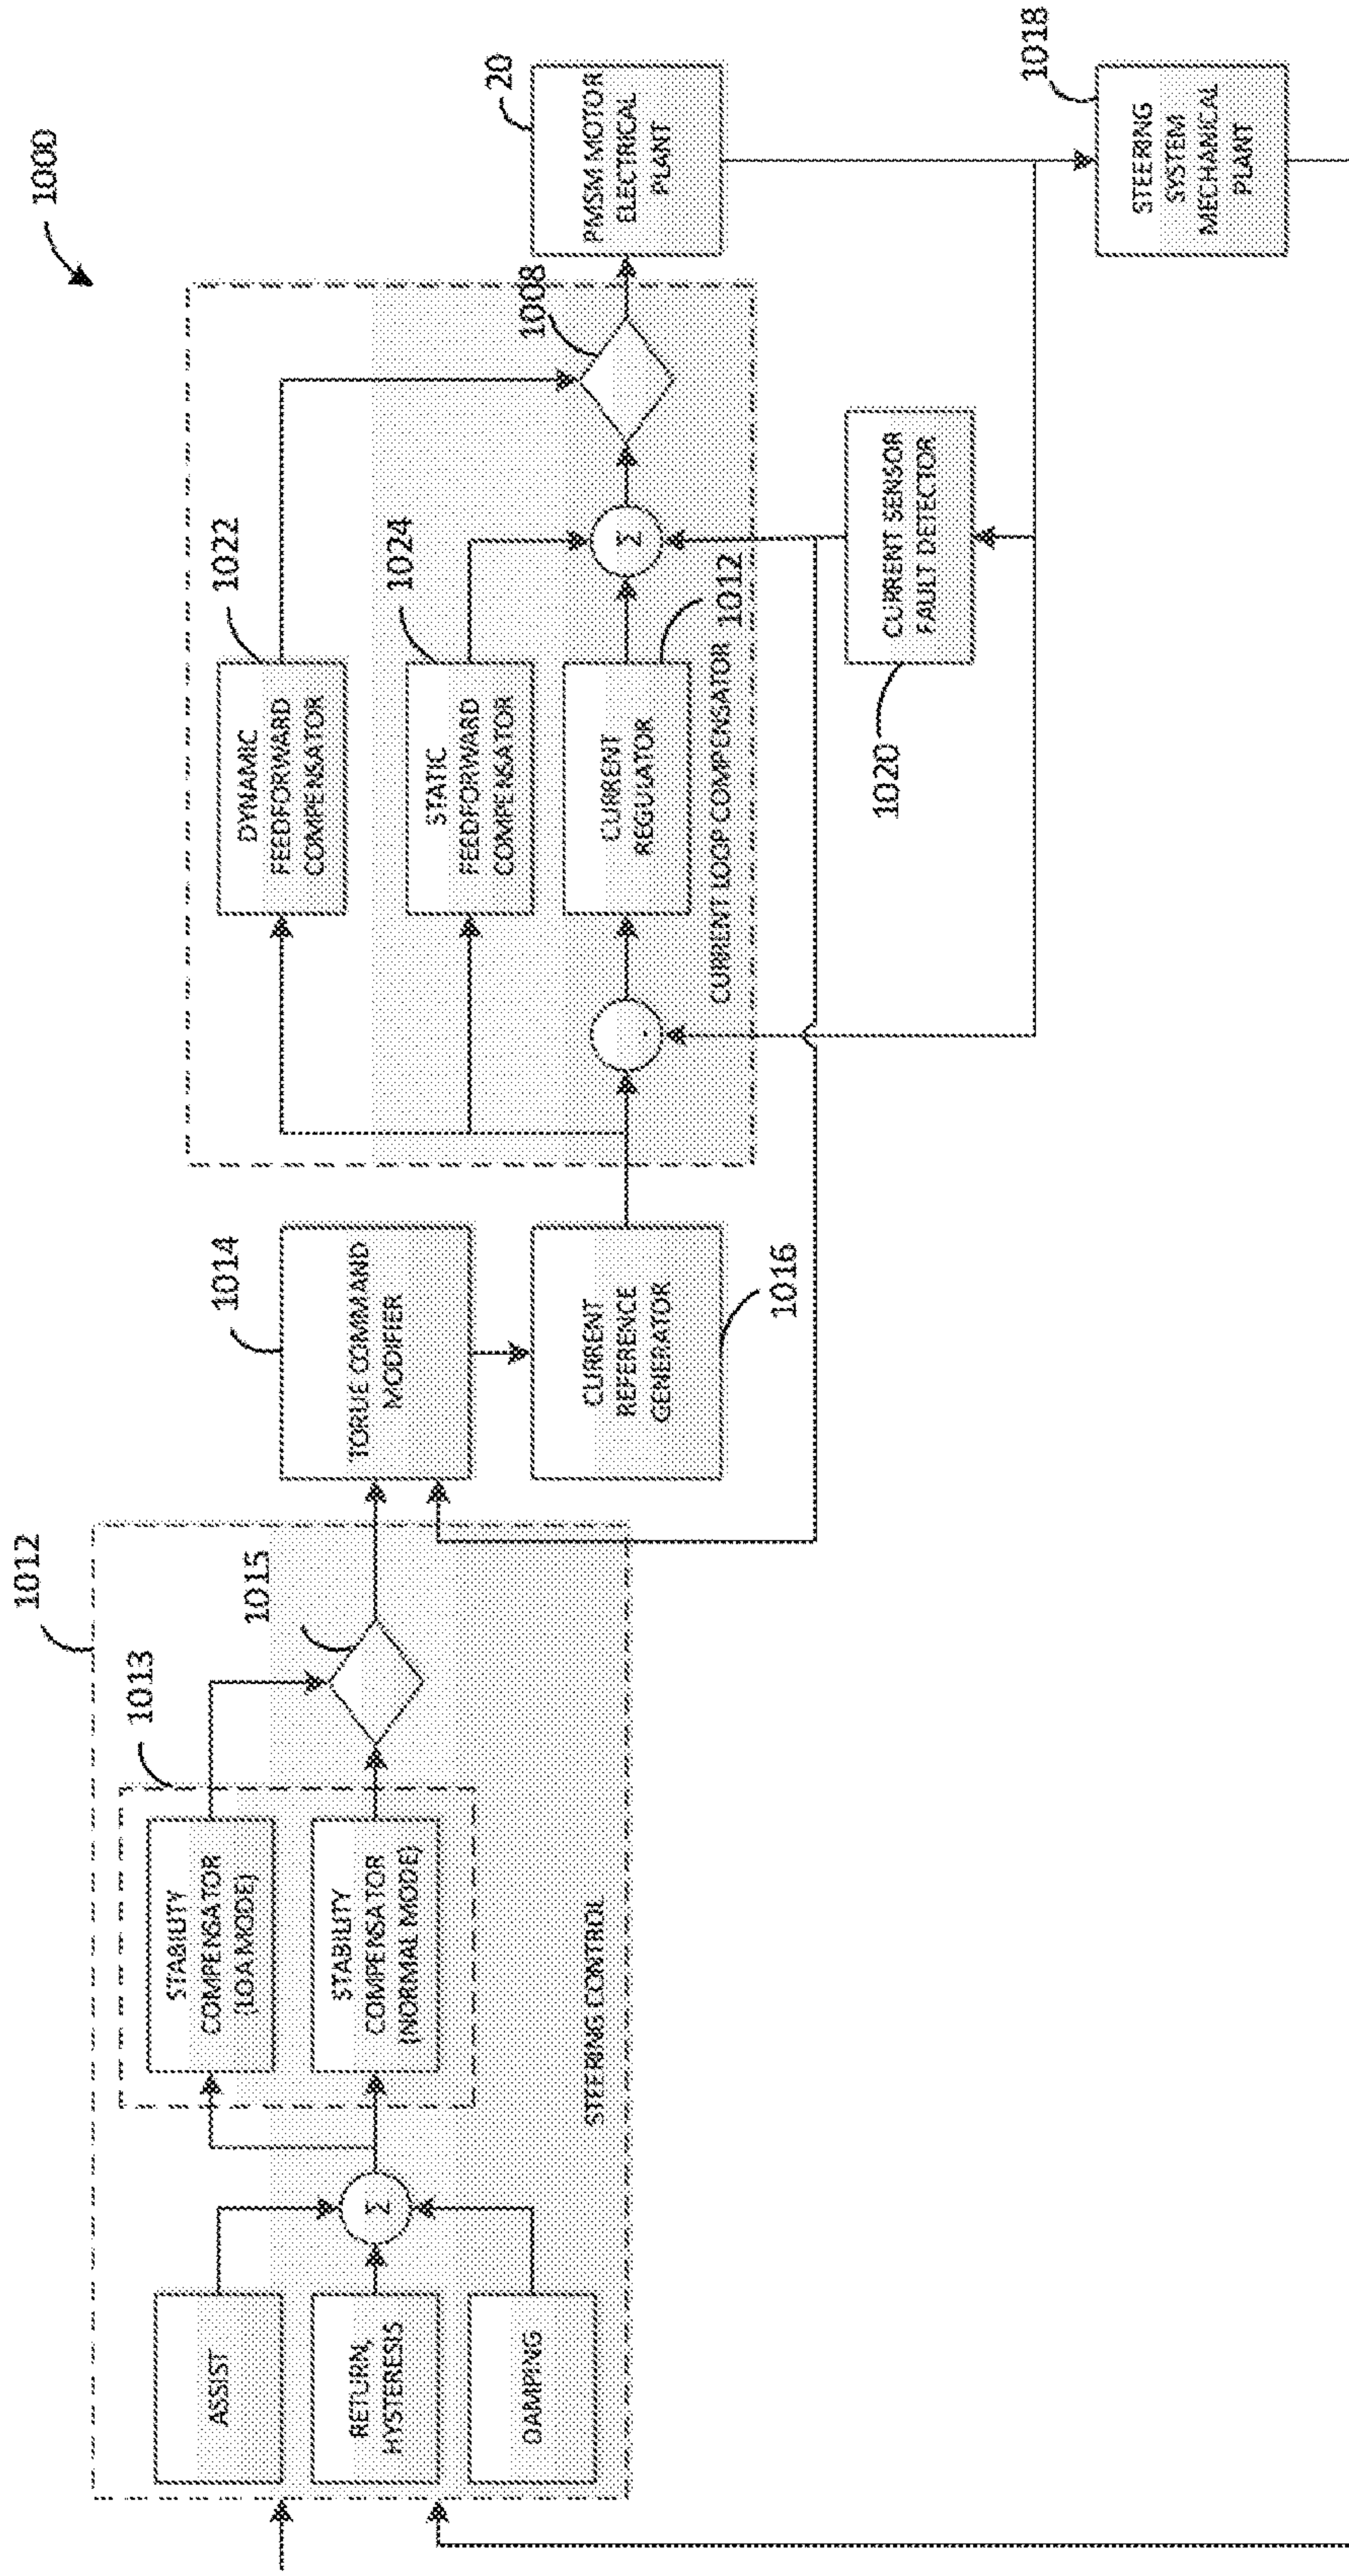 1000
1012
1013
1015
ASSIST
RETURN,
HYSTERESIS
DAMPING
Σ
STABILITY
COMPENSATOR
(LOA MODE)
STABILITY
COMPENSATOR
(NORMAL MODE)
STEERING CONTROL
1014
TORUE COMMAND
MODIFIER
CURRENT
REFERENCE
GENERATOR
1016
1022
DYNAMIC
FEEDFORWARD
COMPENSATOR
1024
STATIC
FEEDFORWARD
COMPENSATOR
CURRENT
REGULATOR
1012
Σ
1008
CURRENT LOOP COMPENSATOR
20
PMSM MOTOR
ELECTRICAL
PLANT
1020
CURRENT SENSOR
FAULT DETECTOR
1018
STEERING
SYSTEM
MECHANICAL
PLANT